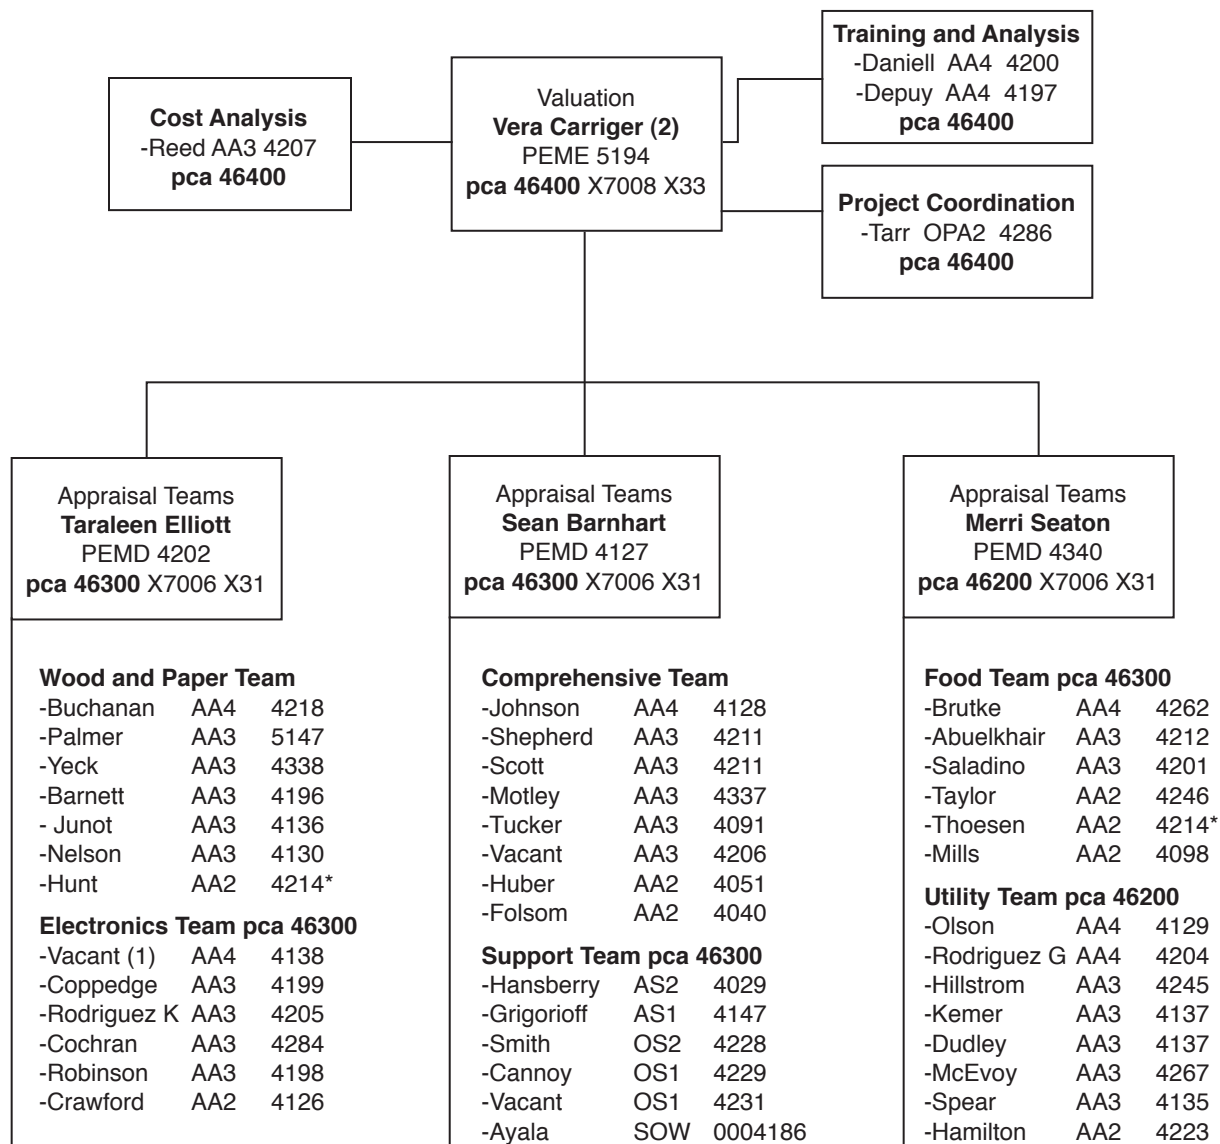 Training and Analysis
-Daniell AA4 4200
-Depuy AA4 4197
pca 46400
Cost Analysis
-Reed AA3 4207
pca 46400
Valuation
Vera Carriger (2)
PEME 5194
pca 46400 X7008 X33
Project Coordination
-Tarr OPA2 4286
pca 46400
Appraisal Teams
Taraleen Elliott
PEMD 4202
pca 46300 X7006 X31
Wood and Paper Team
-Buchanan AA4 4218
-Palmer AA3 5147
-Yeck AA3 4338
-Barnett AA3 4196
- Junot AA3 4136
-Nelson AA3 4130
-Hunt AA2 4214*
Electronics Team pca 46300
-Vacant (1) AA4 4138
-Coppedge AA3 4199
-Rodriguez K AA3 4205
-Cochran AA3 4284
-Robinson AA3 4198
-Crawford AA2 4126
Appraisal Teams
Sean Barnhart
PEMD 4127
pca 46300 X7006 X31
Comprehensive Team
-Johnson AA4 4128
-Shepherd AA3 4211
-Scott AA3 4211
-Motley AA3 4337
-Tucker AA3 4091
-Vacant AA3 4206
-Huber AA2 4051
-Folsom AA2 4040
Support Team pca 46300
-Hansberry AS2 4029
-Grigorioff AS1 4147
-Smith OS2 4228
-Cannoy OS1 4229
-Vacant OS1 4231
-Ayala SOW 0004186
Appraisal Teams
Merri Seaton
PEMD 4340
pca 46200 X7006 X31
Food Team pca 46300
-Brutke AA4 4262
-Abuelkhair AA3 4212
-Saladino AA3 4201
-Taylor AA2 4246
-Thoesen AA2 4214*
-Mills AA2 4098
Utility Team pca 46200
-Olson AA4 4129
-Rodriguez G AA4 4204
-Hillstrom AA3 4245
-Kemer AA3 4137
-Dudley AA3 4137
-McEvoy AA3 4267
-Spear AA3 4135
-Hamilton AA2 4223